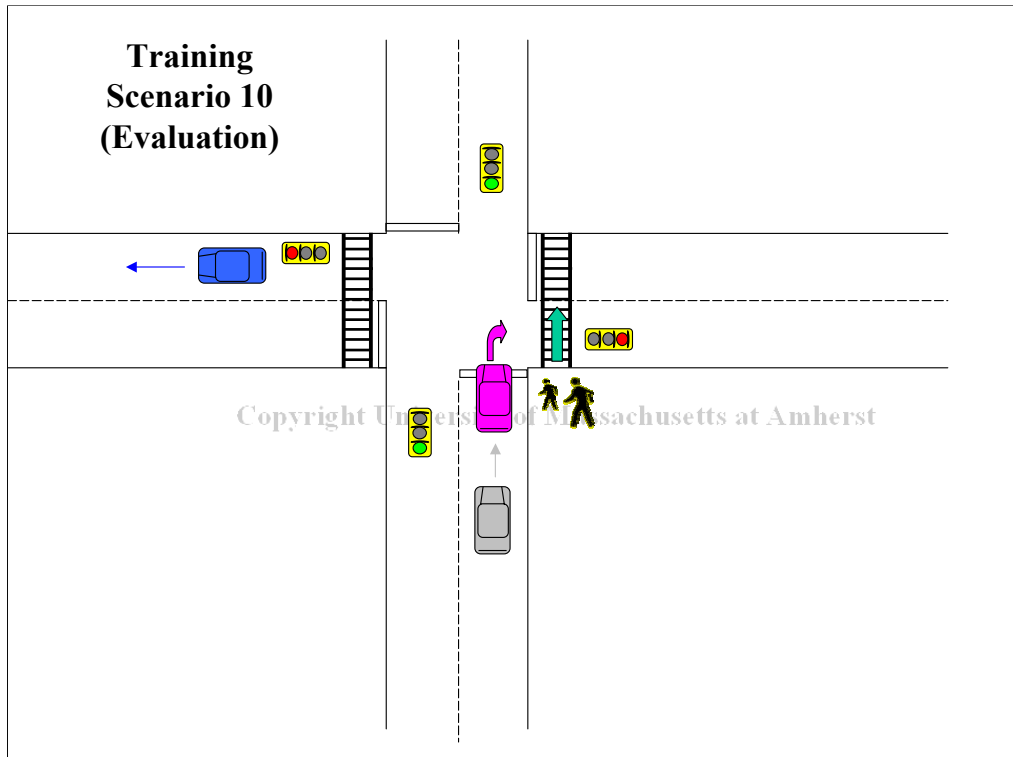 Training
Scenario 10
(Evaluation)
Copyright University of Massachusetts at Amherst